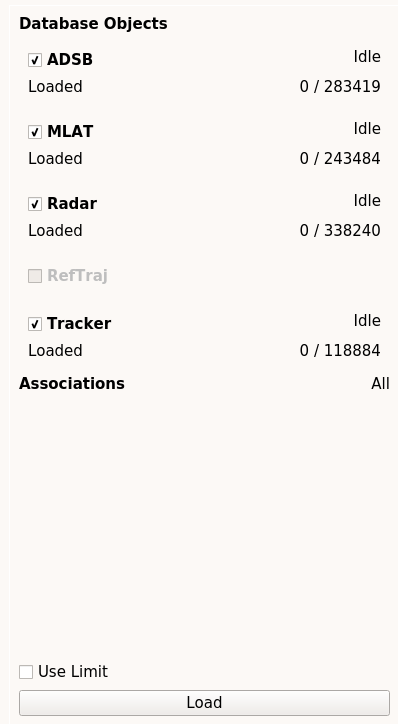 Database Objects
ADSB Idle
Loaded 0 / 283419
MLAT Idle
Loaded 0 / 243484
Radar Idle
Loaded 0 / 338240
RefTraj
Tracker Idle
Loaded 0 / 118884
Associations All
Use Limit
Load